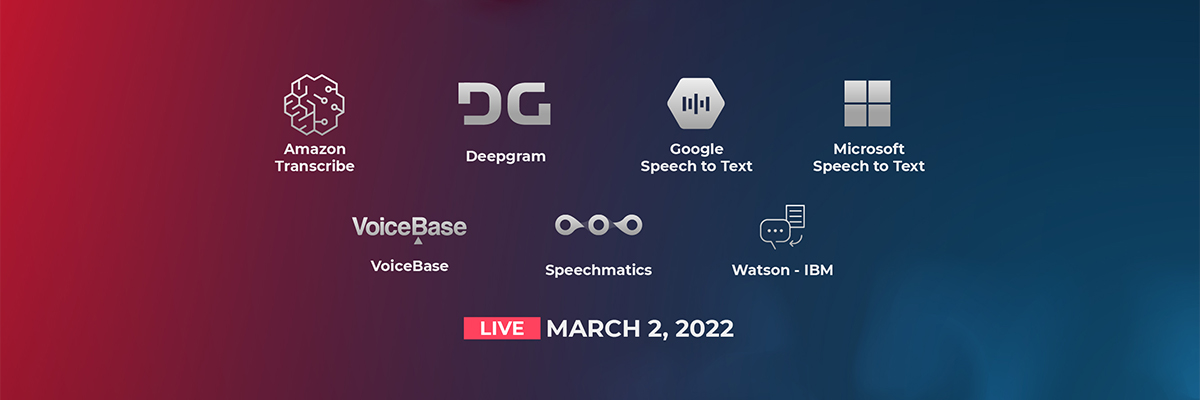 DG
Amazon
Transcribe
Deepgram
Google
Speech to Text
Microsoft
Speech to Text
VoiceBase
VoiceBase
Speechmatics
Watson - IBM
LIVE MARCH 2, 2022